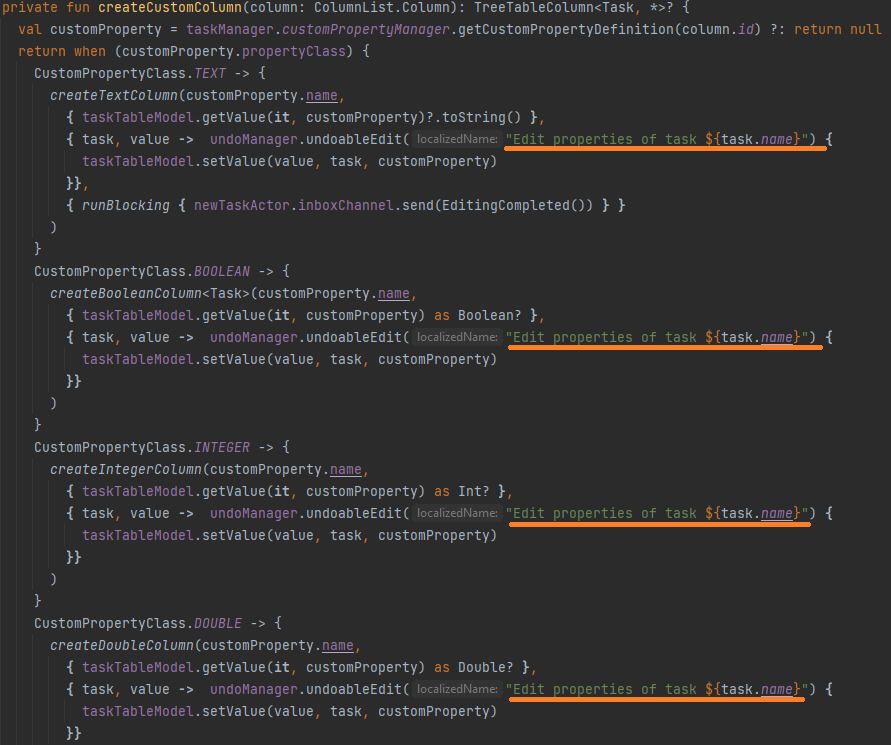 private fun createCustomColumn(column: ColumnList.Column): TreeTableColumn<Task, *>? {
  val customProperty = taskManager.customPropertyManager.getCustomPropertyDefinition(column.id) ?: return null
  return when (customProperty.propertyClass) {
    CustomPropertyClass.TEXT -> {
      createTextColumn(customProperty.name,
        { taskTableModel.getValue(it, customProperty)?.toString() },
        { task, value ->  undoManager.undoableEdit( localizedName: "Edit properties of task ${task.name}") {
          taskTableModel.setValue(value, task, customProperty)
        }},
        { runBlocking { newTaskActor.inboxChannel.send(EditingCompleted()) } }
      )
    }
    CustomPropertyClass.BOOLEAN -> {
      createBooleanColumn<Task>(customProperty.name,
        { taskTableModel.getValue(it, customProperty) as Boolean? },
        { task, value ->  undoManager.undoableEdit( localizedName: "Edit properties of task ${task.name}") {
          taskTableModel.setValue(value, task, customProperty)
        }}
      )
    }
    CustomPropertyClass.INTEGER -> {
      createIntegerColumn(customProperty.name,
        { taskTableModel.getValue(it, customProperty) as Int? },
        { task, value ->  undoManager.undoableEdit( localizedName: "Edit properties of task ${task.name}") {
          taskTableModel.setValue(value, task, customProperty)
        }}
      )
    }
    CustomPropertyClass.DOUBLE -> {
      createDoubleColumn(customProperty.name,
        { taskTableModel.getValue(it, customProperty) as Double? },
        { task, value ->  undoManager.undoableEdit( localizedName: "Edit properties of task ${task.name}") {
          taskTableModel.setValue(value, task, customProperty)
        }}